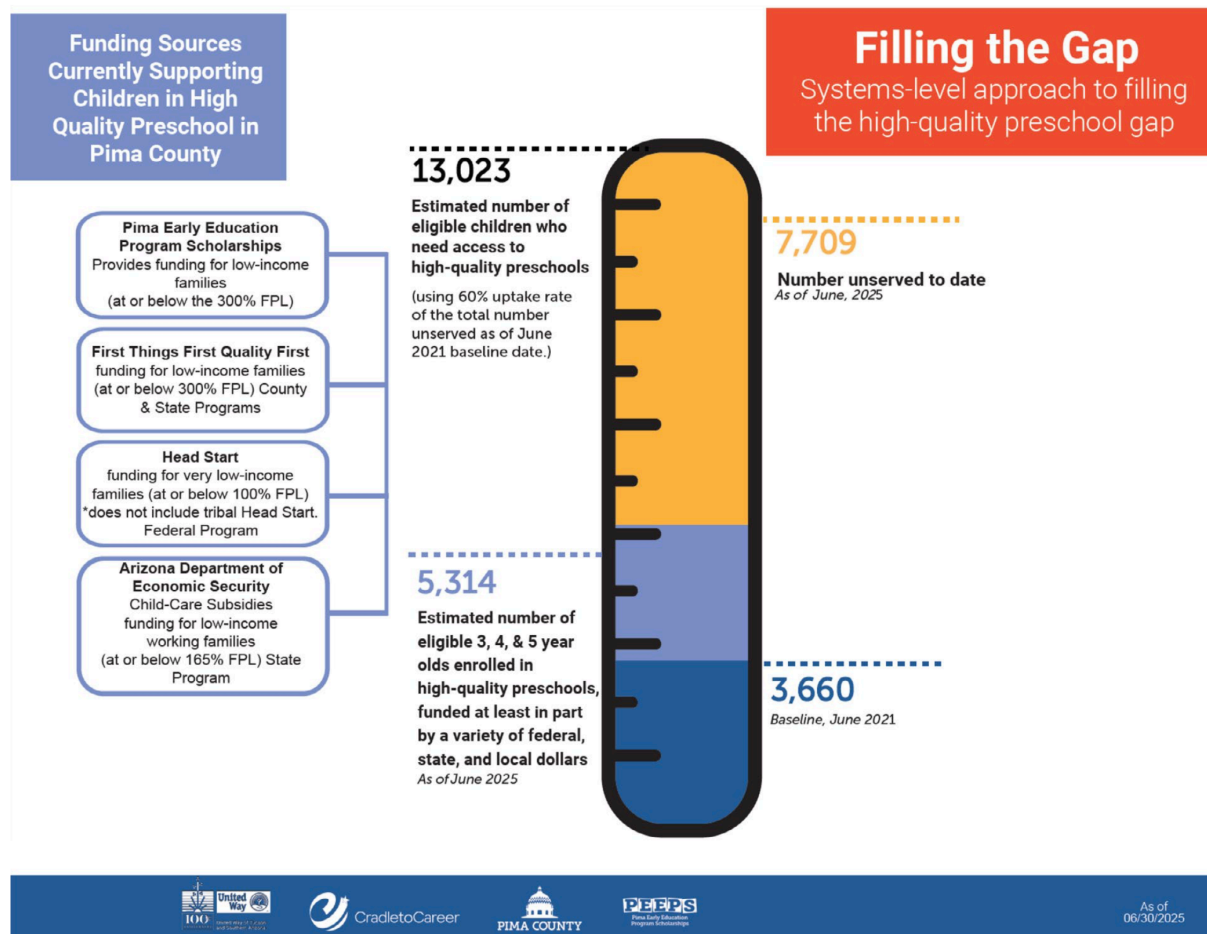 Funding Sources
Currently Supporting
Children in High
Quality Preschool in
Pima County
Filling the Gap
Systems-level approach to filling
the high-quality preschool gap
Pima Early Education
Program Scholarships
Provides funding for low-income
families
(at or below the 300% FPL)
First Things First Quality First
funding for low-income families
(at or below 300% FPL) County
& State Programs
Head Start
funding for very low-income
families (at or below 100% FPL)
*does not include tribal Head Start.
Federal Program
Arizona Department of
Economic Security
Child-Care Subsidies
funding for low-income
working families
(at or below 165% FPL) State
Program
13,023
Estimated number of
eligible children who
need access to
high-quality preschools
(using 60% uptake rate
of the total number
unserved as of June
2021 baseline date.)
5,314
Estimated number of
eligible 3, 4, & 5 year
olds enrolled in
high-quality preschools,
funded at least in part
by a variety of federal,
state, and local dollars
As of June 2025
7,709
Number unserved to date
As of June, 2025
3,660
Baseline, June 2021
100
United
Way
CradletoCareer
PIMA COUNTY
PEEPS
Pima Early Education
Program Scholarships
As of
06/30/2025